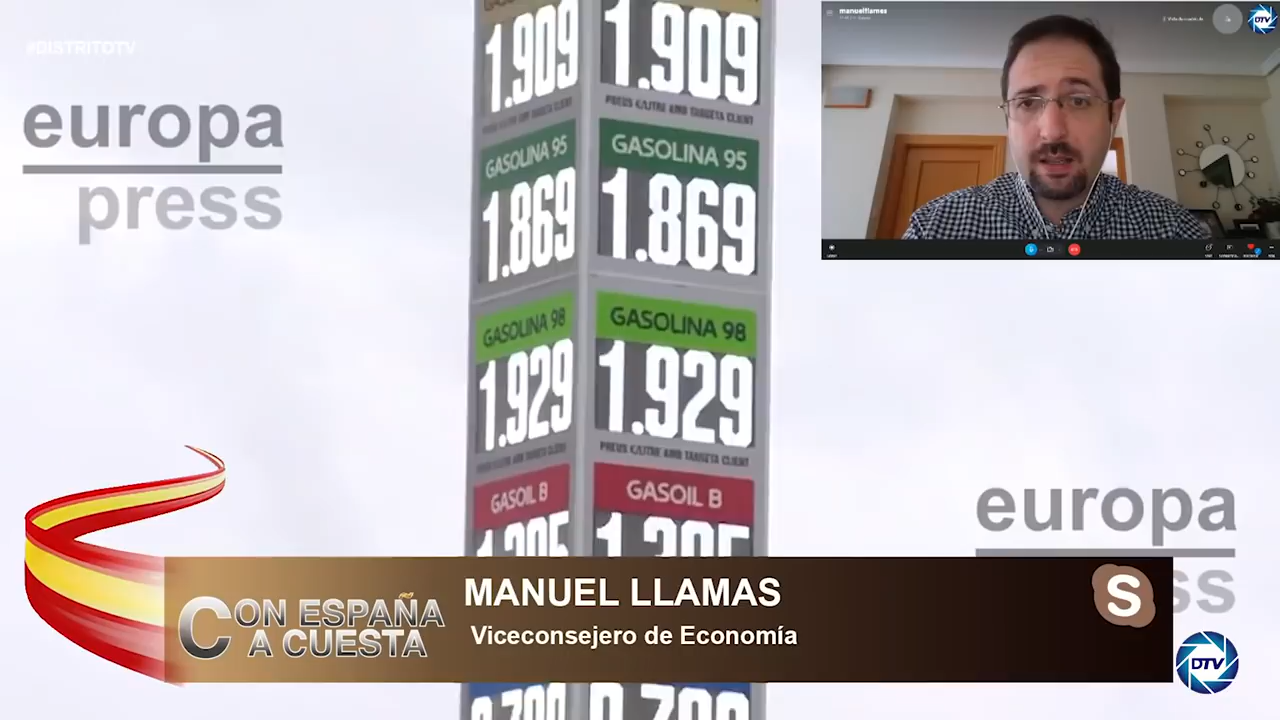 #DISTRITOTV
europa
press
1.909
1.909
PREUS €/LITRE AMB TARGETA CLIENT
GASOLINA 95
GASOLINA 95
1.869
1.869
GASOLINA 98
GASOLINA 98
1.929
1.929
PREUS €/LITRE AMB TARGETA CLIENT
GASOIL B
GASOIL B
manuelllamas
DTV
europa
CON ESPAÑA
A CUESTA
MANUEL LLAMAS
Viceconsejero de Economía
S
ss
DTV